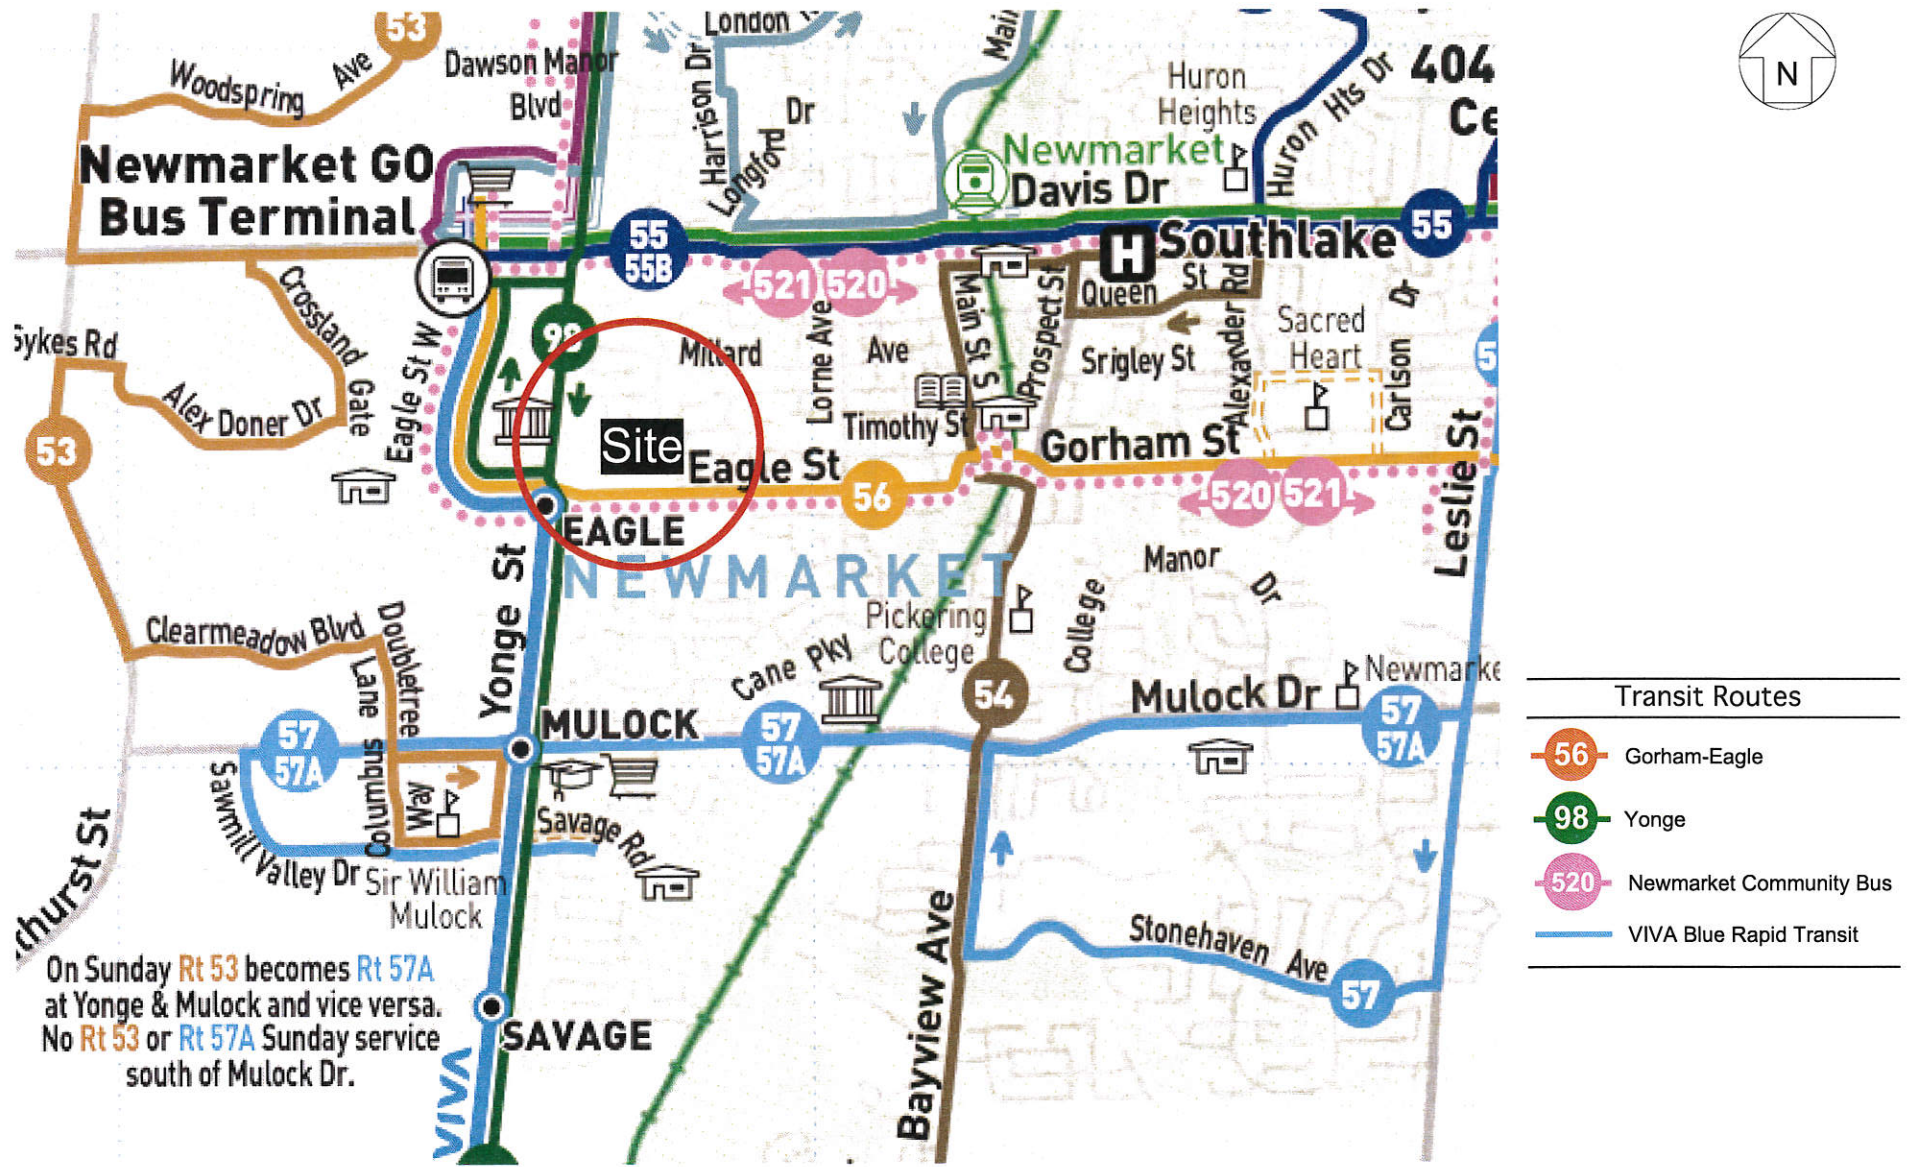 53
London
Main
Woodspring Ave
Dawson Manor
Blvd
Harrison Dr
Longford Dr
Huron
Heights
Huron Hts Dr
404
N
Newmarket GO
Bus Terminal
Newmarket
Davis Dr
H Southlake
55
55
55B
521 520
Crossland Gate
Eagle St W
98
Millard Ave
Lorne Ave
Main St S
Prospect St
Queen St
Alexander Rd
Srigley St
Sacred
Heart
Carlson Dr
5
Sykes Rd
Alex Doner Dr
53
Site
Timothy St
Eagle St
56
Gorham St
520 521
Leslie St
EAGLE
NEWMARKET
Yonge St
Pickering
College
College Manor Dr
Clearmeadow Blvd
Doubletree
Lane
Cane Pky
54
Mulock Dr
57
57A
MULOCK
57
57A
57
57A
Sawmill Valley Dr
Columbus Way
Savage Rd
Sir William
Mulock
Stonehaven Ave
57
Bayview Ave
On Sunday Rt 53 becomes Rt 57A
at Yonge & Mulock and vice versa.
No Rt 53 or Rt 57A Sunday service
south of Mulock Dr.
SAVAGE
VIVA
Transit Routes
56 Gorham-Eagle
98 Yonge
520 Newmarket Community Bus
VIVA Blue Rapid Transit